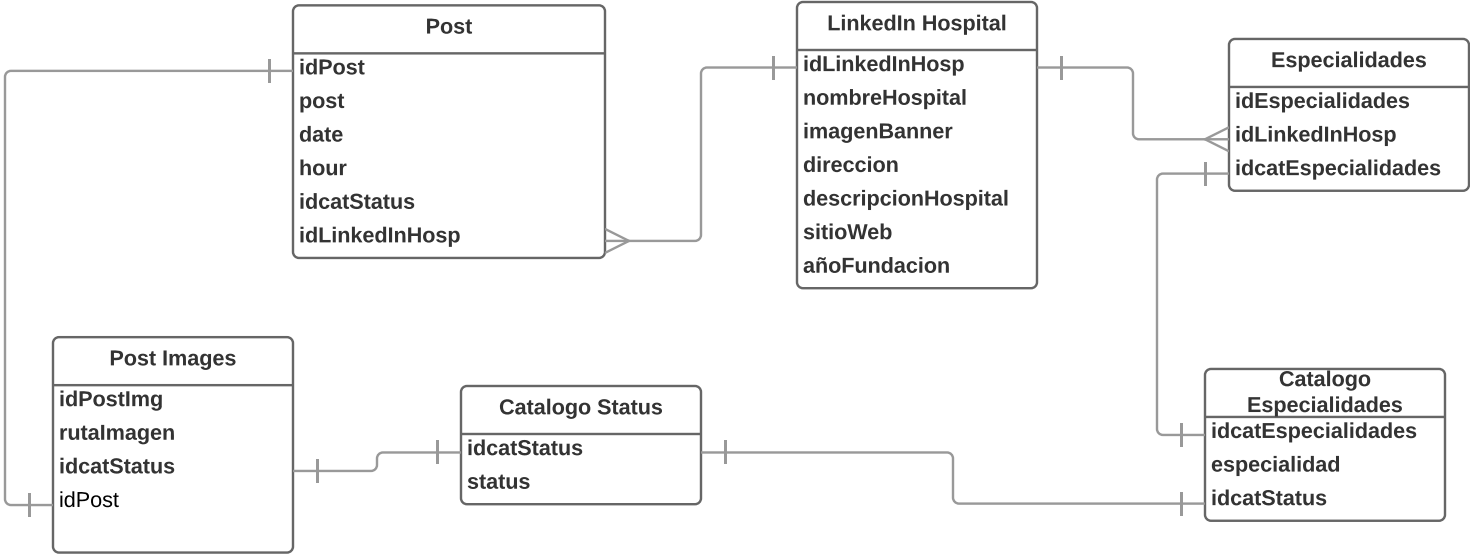 Post
idPost
post
date
hour
idcatStatus
idLinkedInHosp
LinkedIn Hospital
idLinkedInHosp
nombreHospital
imagenBanner
direccion
descripcionHospital
sitioWeb
añoFundacion
Especialidades
idEspecialidades
idLinkedInHosp
idcatEspecialidades
Post Images
idPostImg
rutaImagen
idcatStatus
idPost
Catalogo Status
idcatStatus
status
Catalogo
Especialidades
idcatEspecialidades
especialidad
idcatStatus